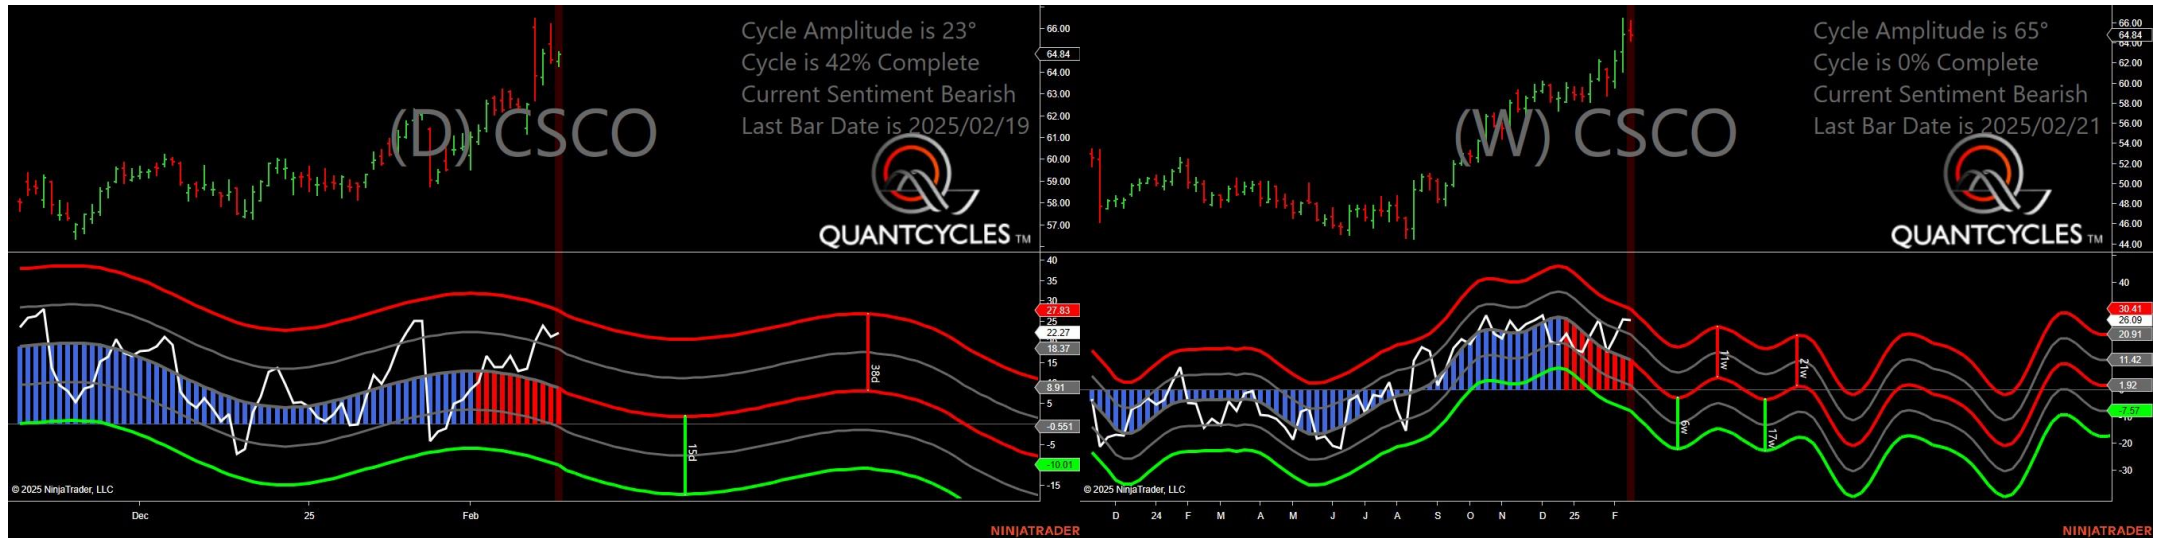 Cycle Amplitude is 23°
Cycle is 42% Complete
Current Sentiment Bearish
Last Bar Date is 2025/02/19
(D) CSCO
QUANTCYCLES TM
66.00
64.84
64.00
63.00
62.00
61.00
60.00
59.00
58.00
57.00
40
35
30
27.83
25
22.27
18.37
15
8.91
5
-0.551
-5
-10.01
-15
38d
15d
© 2025 NinjaTrader, LLC
Dec 25 Feb
NINJATRADER
Cycle Amplitude is 65°
Cycle is 0% Complete
Current Sentiment Bearish
Last Bar Date is 2025/02/21
(W) CSCO
QUANTCYCLES TM
66.00
64.84
64.00
62.00
60.00
58.00
56.00
54.00
52.00
50.00
48.00
46.00
44.00
40
30.41
26.09
20.91
11.42
1.92
-7.57
-20
-30
11w
21w
6w
17w
© 2025 NinjaTrader, LLC
D 24 F M A M J J A S O N D 25 F
NINJATRADER